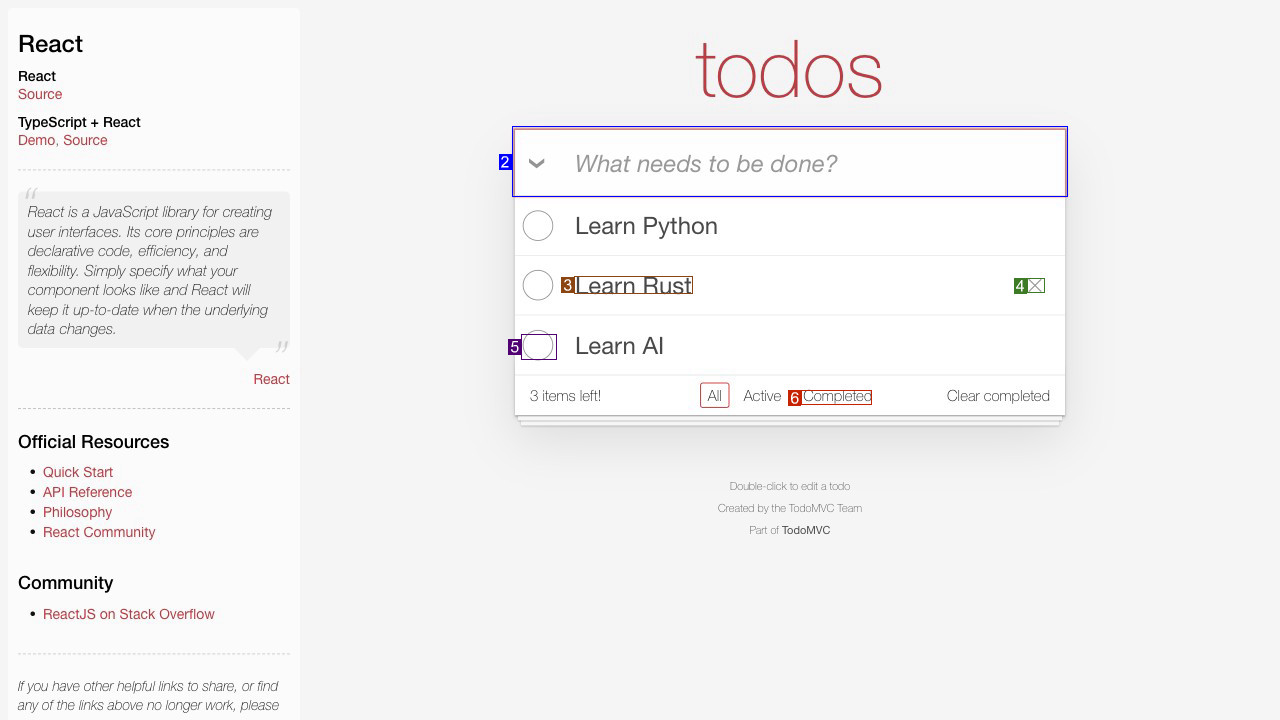 React
React
Source
TypeScript + React
Demo, Source
“
React is a JavaScript library for creating
user interfaces. Its core principles are
declarative code, efficiency, and
flexibility. Simply specify what your
component looks like and React will
keep it up-to-date when the underlying
data changes.
”
React
Official Resources
• Quick Start
• API Reference
• Philosophy
• React Community
Community
• ReactJS on Stack Overflow
If you have other helpful links to share, or find
any of the links above no longer work, please
todos
2
What needs to be done?
Learn Python
3 Learn Rust 4
5 Learn AI
3 items left! All Active 6 Completed Clear completed
Double-click to edit a todo
Created by the TodoMVC Team
Part of TodoMVC